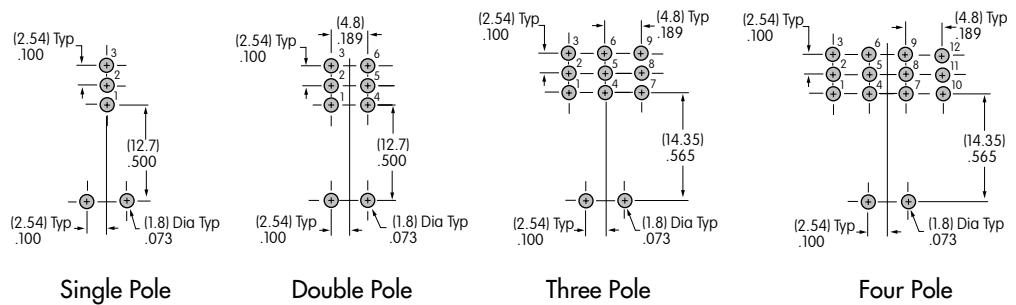 (2.54) Typ
.100
3
2
1
(12.7)
.500
(2.54) Typ
.100
(1.8) Dia Typ
.073
Single Pole
(4.8)
.189
(2.54) Typ
.100
3 6
2 5
1 4
(12.7)
.500
(2.54) Typ
.100
(1.8) Dia Typ
.073
Double Pole
(4.8) Typ
.189
(2.54) Typ
.100
3 6 9
2 5 8
1 4 7
(14.35)
.565
(2.54) Typ
.100
(1.8) Dia Typ
.073
Three Pole
(4.8) Typ
.189
(2.54) Typ
.100
3 6 9 12
2 5 8 11
1 4 7 10
(14.35)
.565
(2.54) Typ
.100
(1.8) Dia Typ
.073
Four Pole